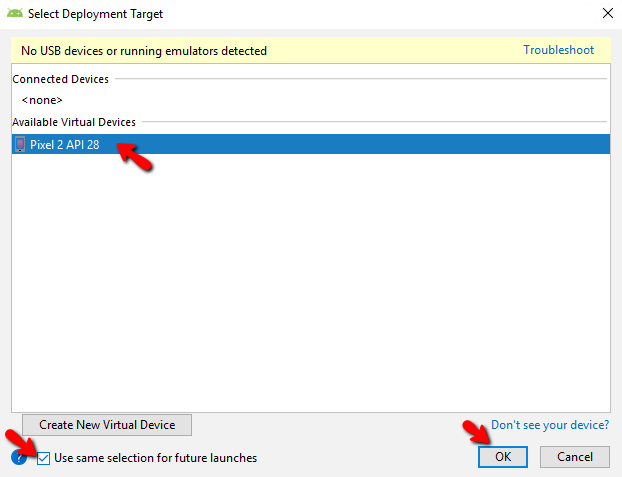 Select Deployment Target
No USB devices or running emulators detected Troubleshoot
Connected Devices
<none>
Available Virtual Devices
Pixel 2 API 28
Create New Virtual Device Don't see your device?
? Use same selection for future launches OK Cancel